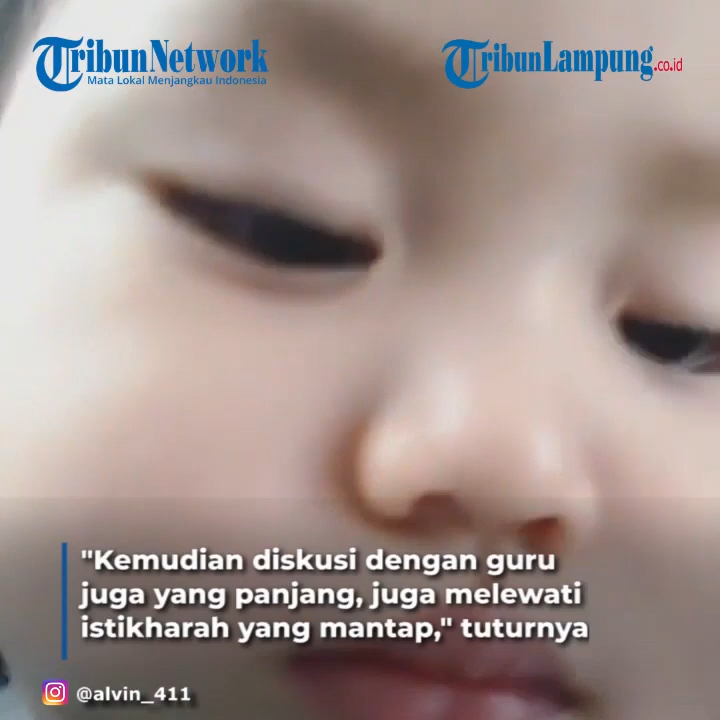 TribunNetwork
Mata Lokal Menjangkau Indonesia
TribunLampung.co.id
"Kemudian diskusi dengan guru
juga yang panjang, juga melewati
istikharah yang mantap," tuturnya
@alvin_411